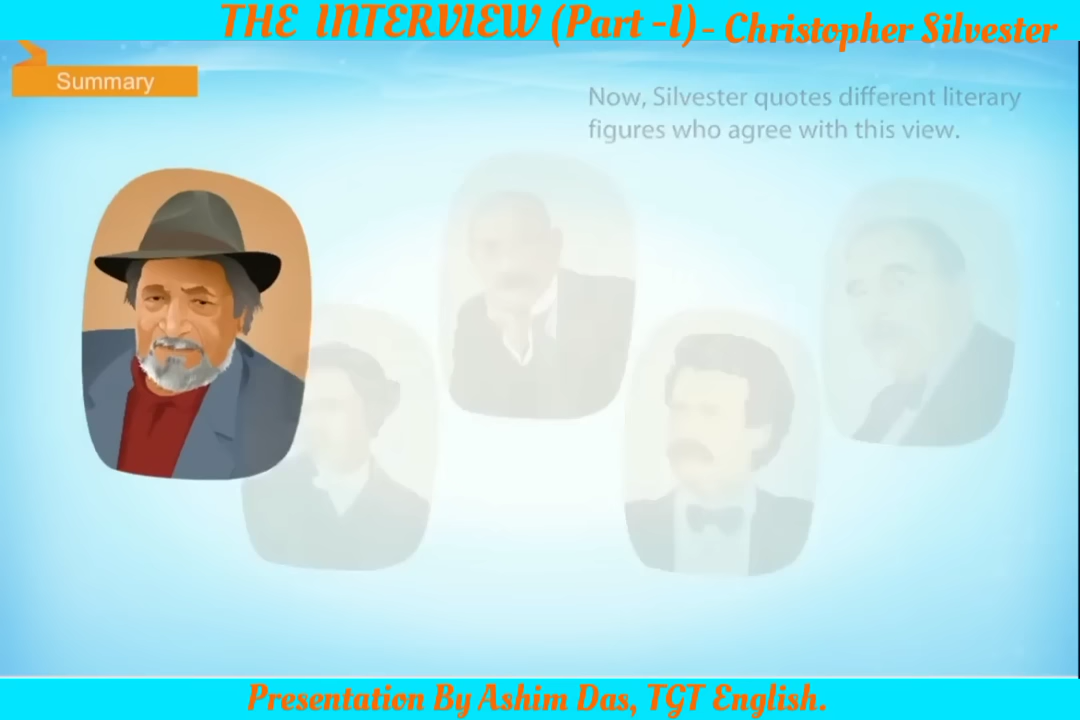 THE INTERVIEW (Part -I) - Christopher Silvester
Summary
Now, Silvester quotes different literary
figures who agree with this view.
Presentation By Ashim Das, TGT English.